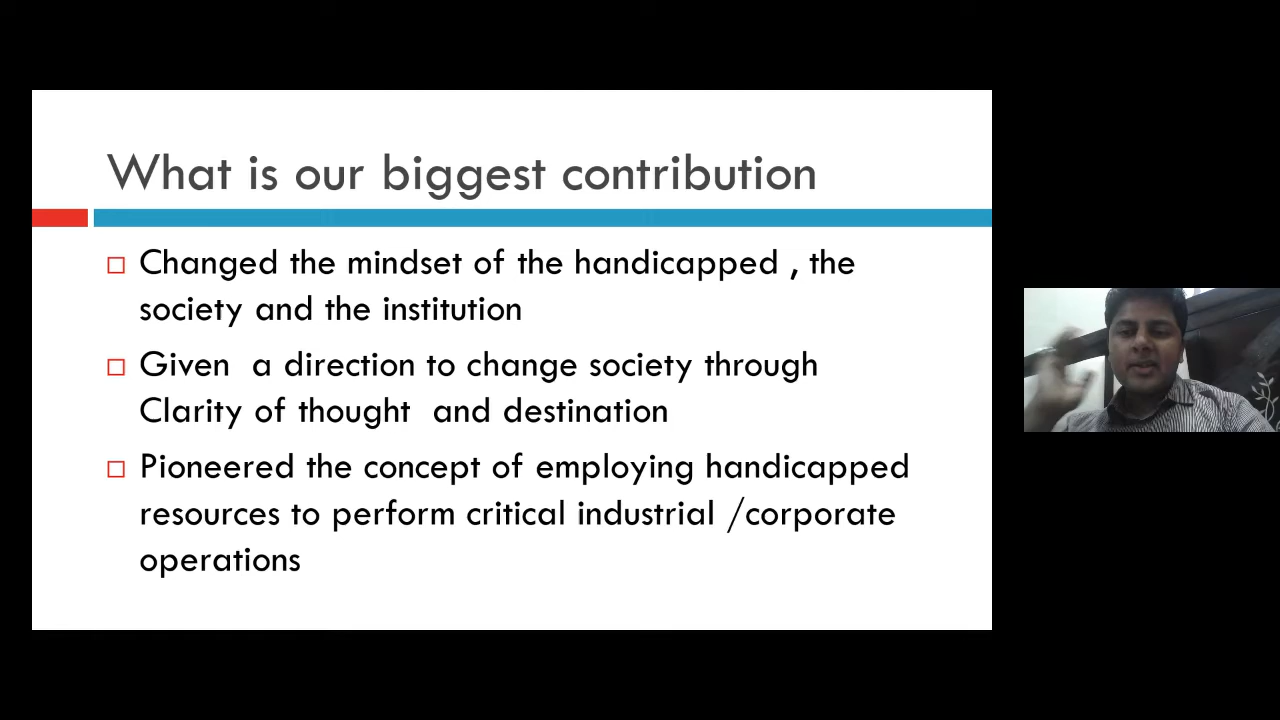 What is our biggest contribution
Changed the mindset of the handicapped , the
society and the institution
Given  a direction to change society through
Clarity of thought  and destination
Pioneered the concept of employing handicapped
resources to perform critical industrial /corporate
operations